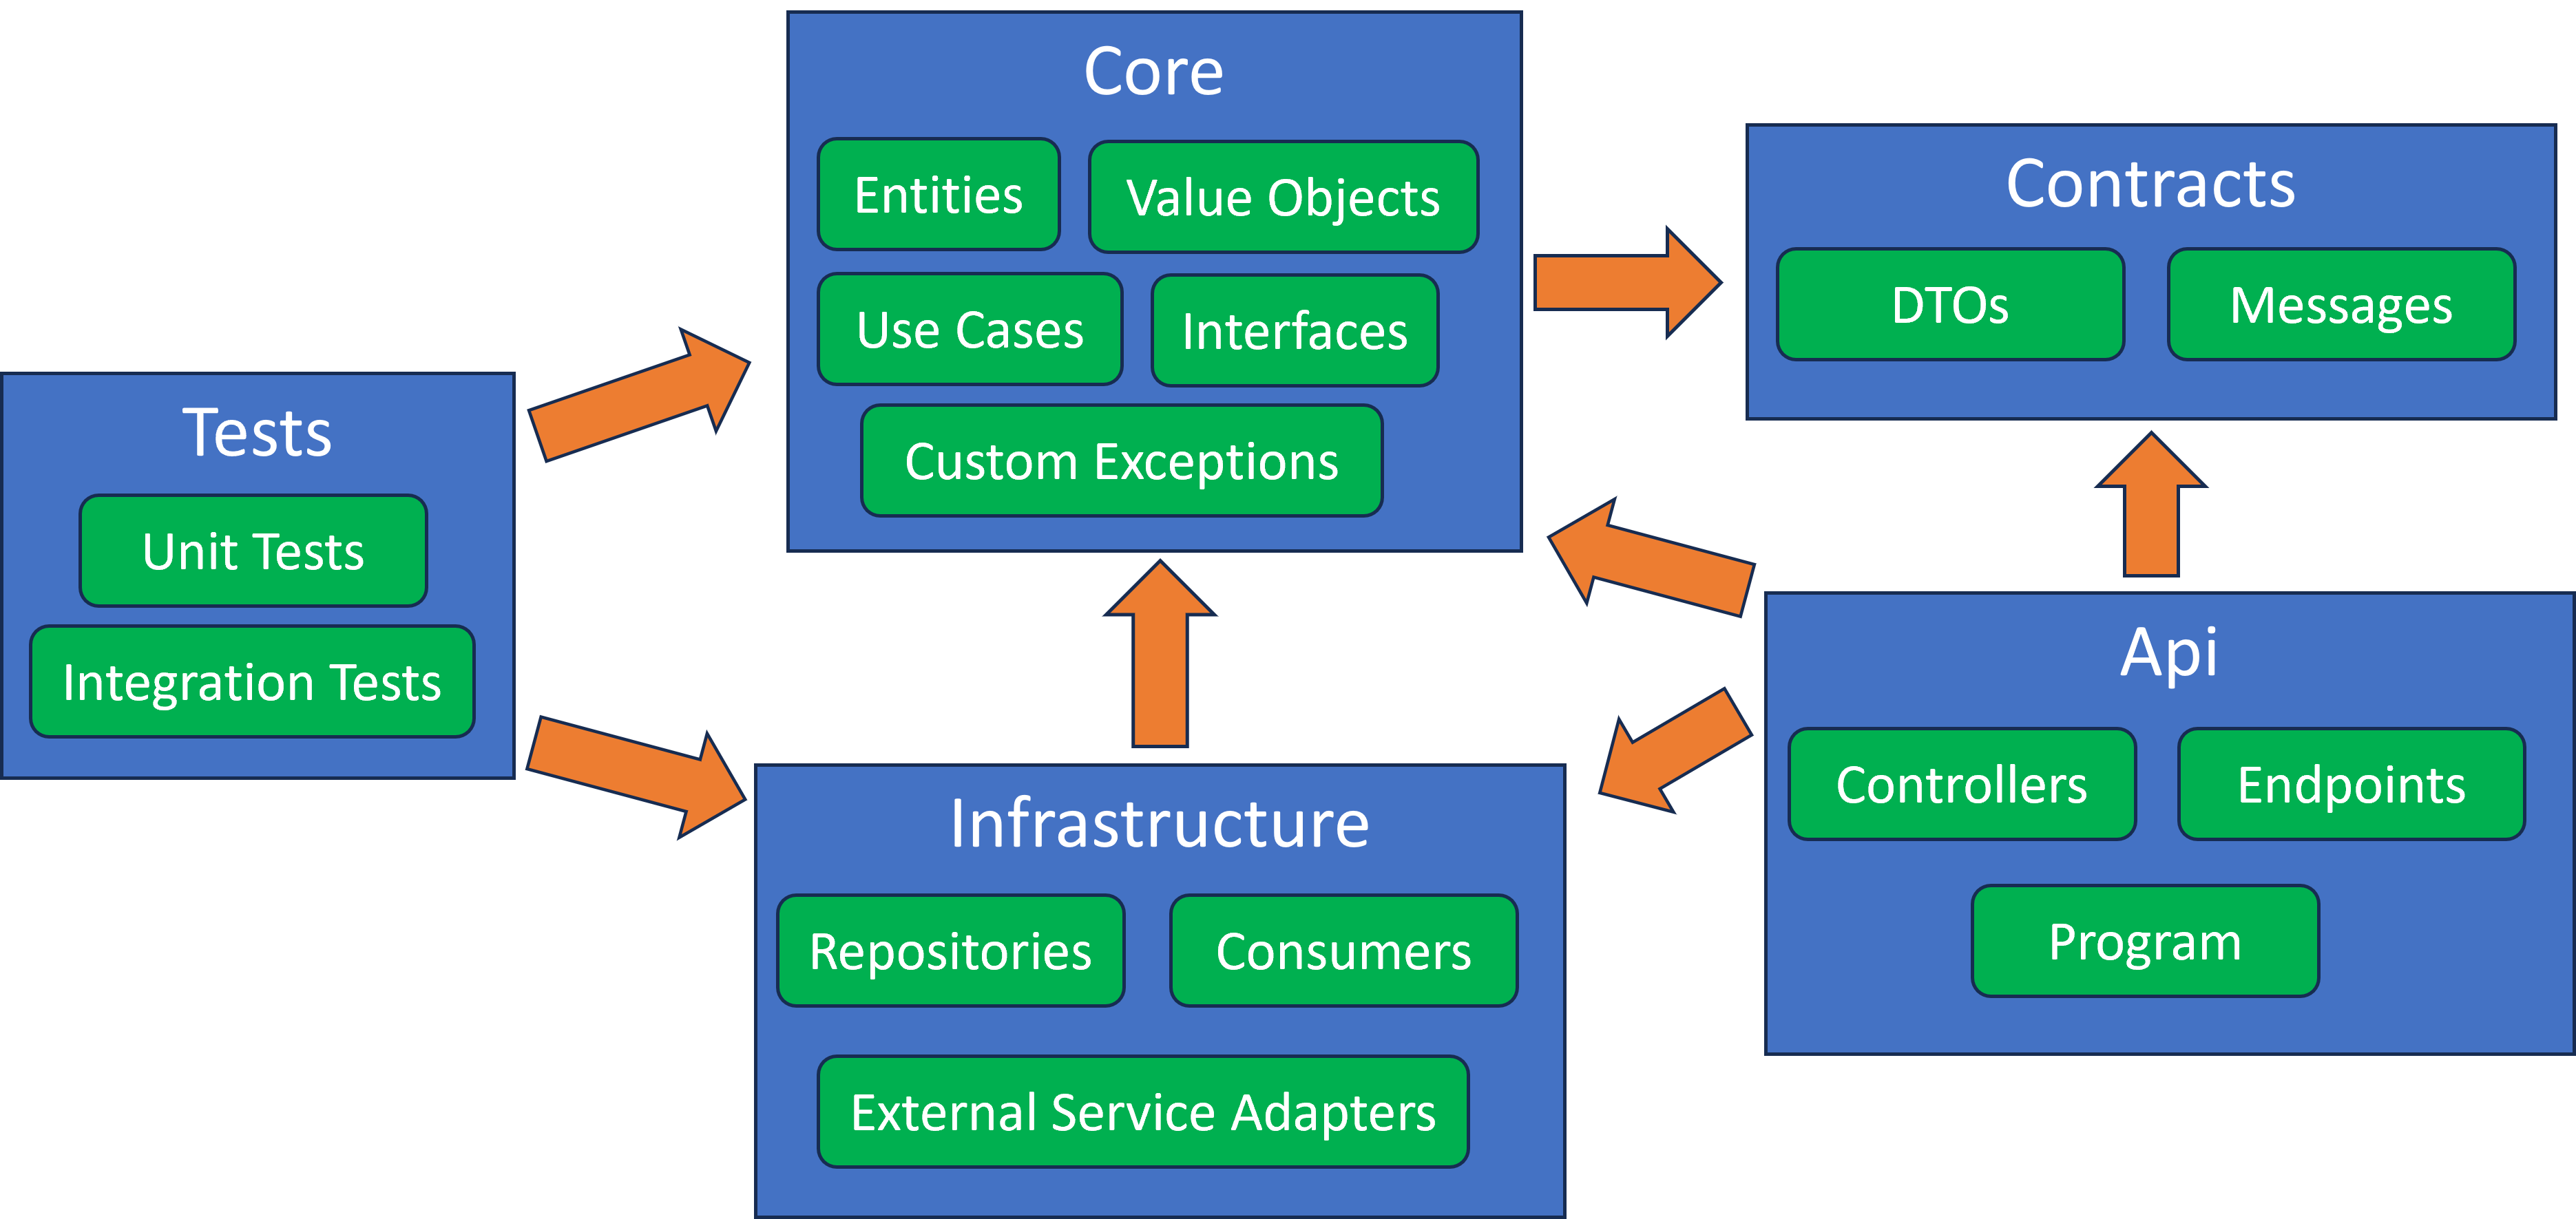 Core
Entities
Value Objects
Use Cases
Interfaces
Custom Exceptions
Contracts
DTOs
Messages
Tests
Unit Tests
Integration Tests
Infrastructure
Repositories
Consumers
External Service Adapters
Api
Controllers
Endpoints
Program